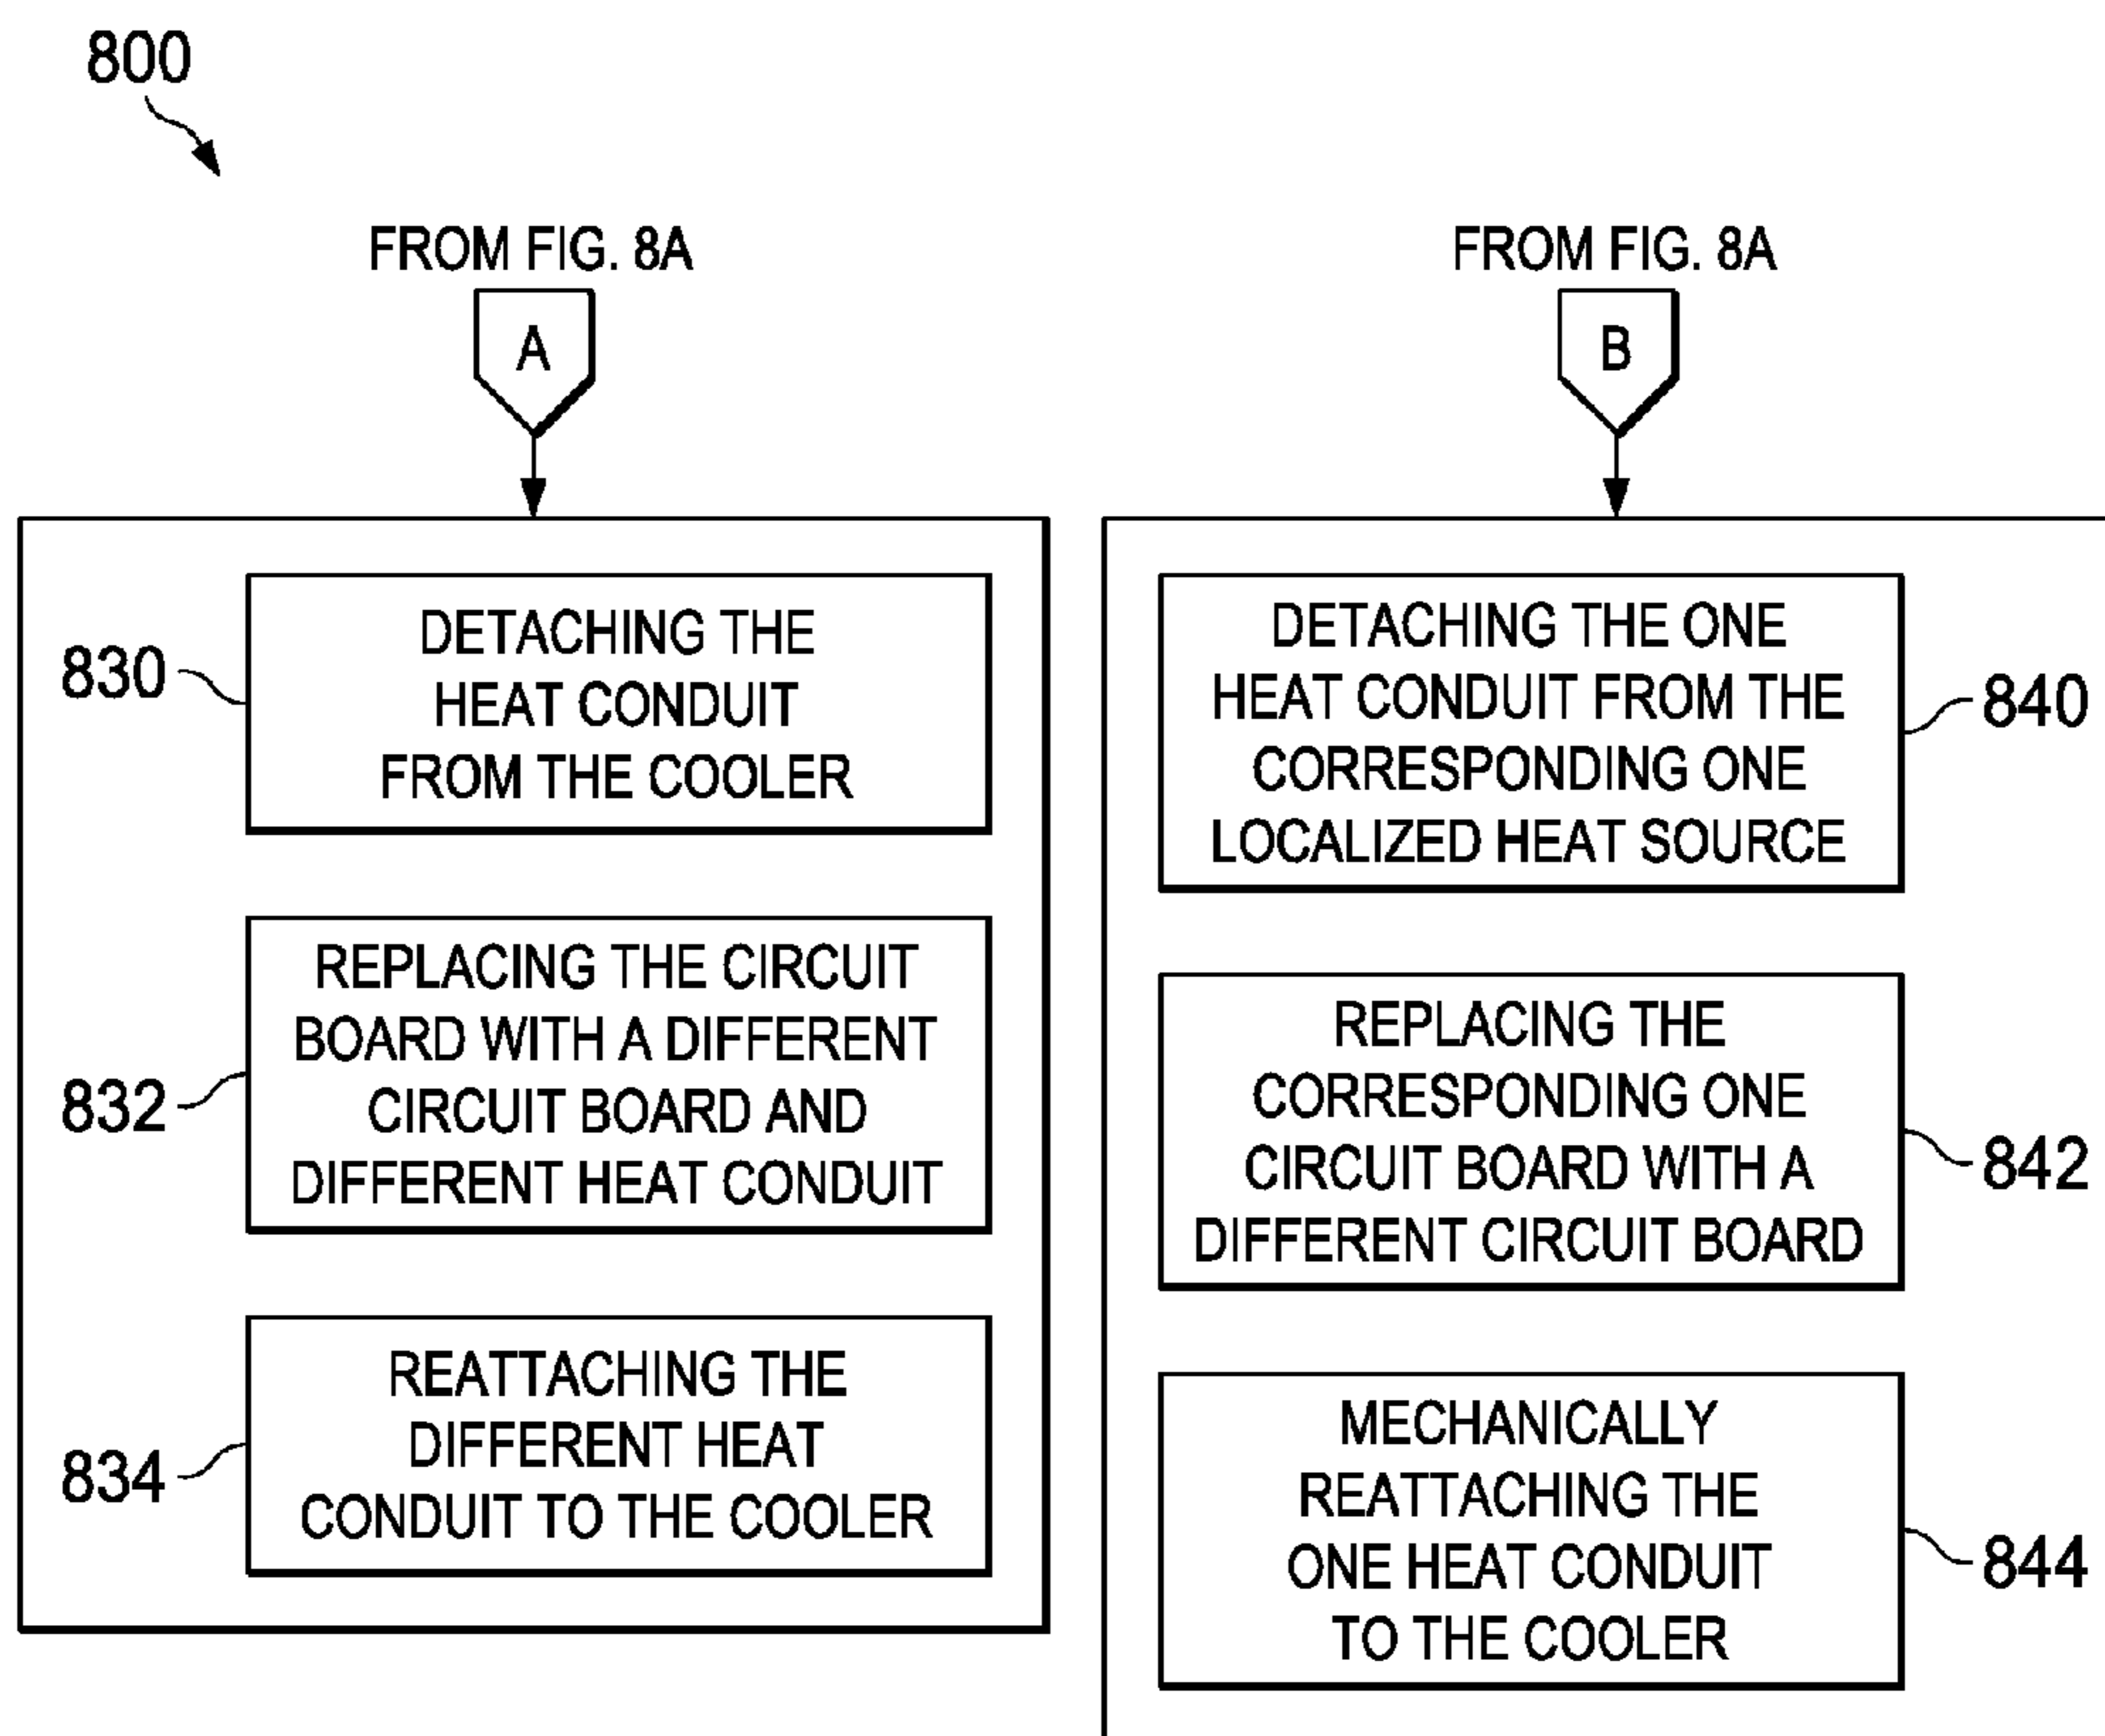 800
FROM FIG. 8A
A
830
DETACHING THE
HEAT CONDUIT
FROM THE COOLER
832
REPLACING THE CIRCUIT
BOARD WITH A DIFFERENT
CIRCUIT BOARD AND
DIFFERENT HEAT CONDUIT
834
REATTACHING THE
DIFFERENT HEAT
CONDUIT TO THE COOLER
FROM FIG. 8A
B
DETACHING THE ONE
HEAT CONDUIT FROM THE
CORRESPONDING ONE
LOCALIZED HEAT SOURCE
840
REPLACING THE
CORRESPONDING ONE
CIRCUIT BOARD WITH A
DIFFERENT CIRCUIT BOARD
842
MECHANICALLY
REATTACHING THE
ONE HEAT CONDUIT
TO THE COOLER
844